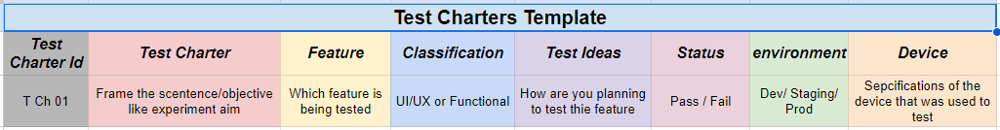 Test Charters Template
Test Charter Id
Test Charter
Feature
Classification
Test Ideas
Status
environment
Device
T Ch 01
Frame the scentence/objective
like experiment aim
Which feature is
being tested
UI/UX or Functional
How are you planning
to test thie feature
Pass / Fail
Dev/ Staging/
Prod
Sepcifications of the
device that was used to
test